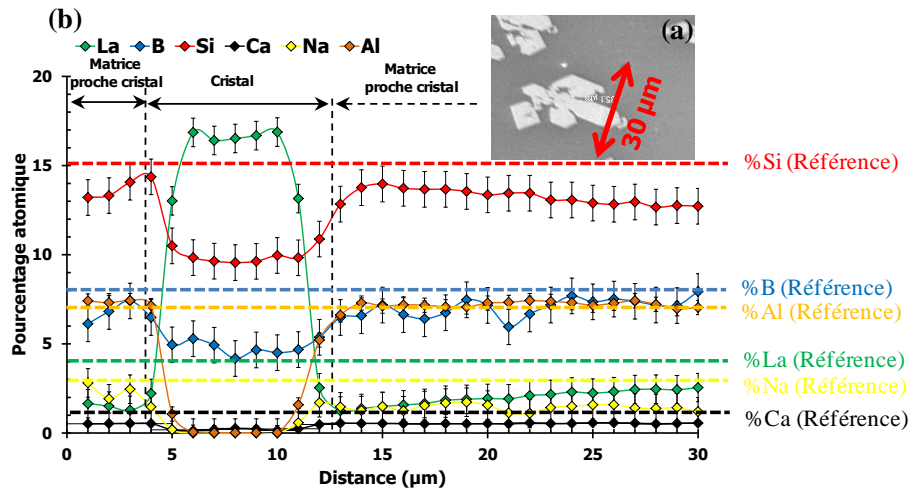 (b)
(a)
La B Si Ca Na Al
20
15
10
5
0
Pourcentage atomique
Matrice
proche cristal
Cristal
Matrice
proche cristal
30 µm
%Si (Référence)
%B (Référence)
%Al (Référence)
%La (Référence)
%Na (Référence)
%Ca (Référence)
0 5 10 15 20 25 30
Distance (µm)